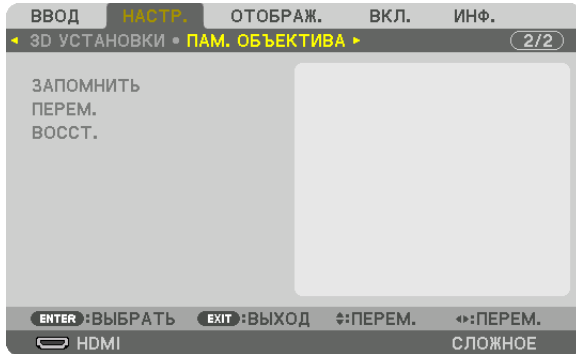 ВВОД НАСТР. ОТОБРАЖ. ВКЛ. ИНФ.
3D УСТАНОВКИ • ПАМ. ОБЪЕКТИВА 2/2
ЗАПОМНИТЬ
ПЕРЕМ.
ВОССТ.
ENTER:ВЫБРАТЬ EXIT:ВЫХОД :ПЕРЕМ. :ПЕРЕМ.
HDMI СЛОЖНОЕ